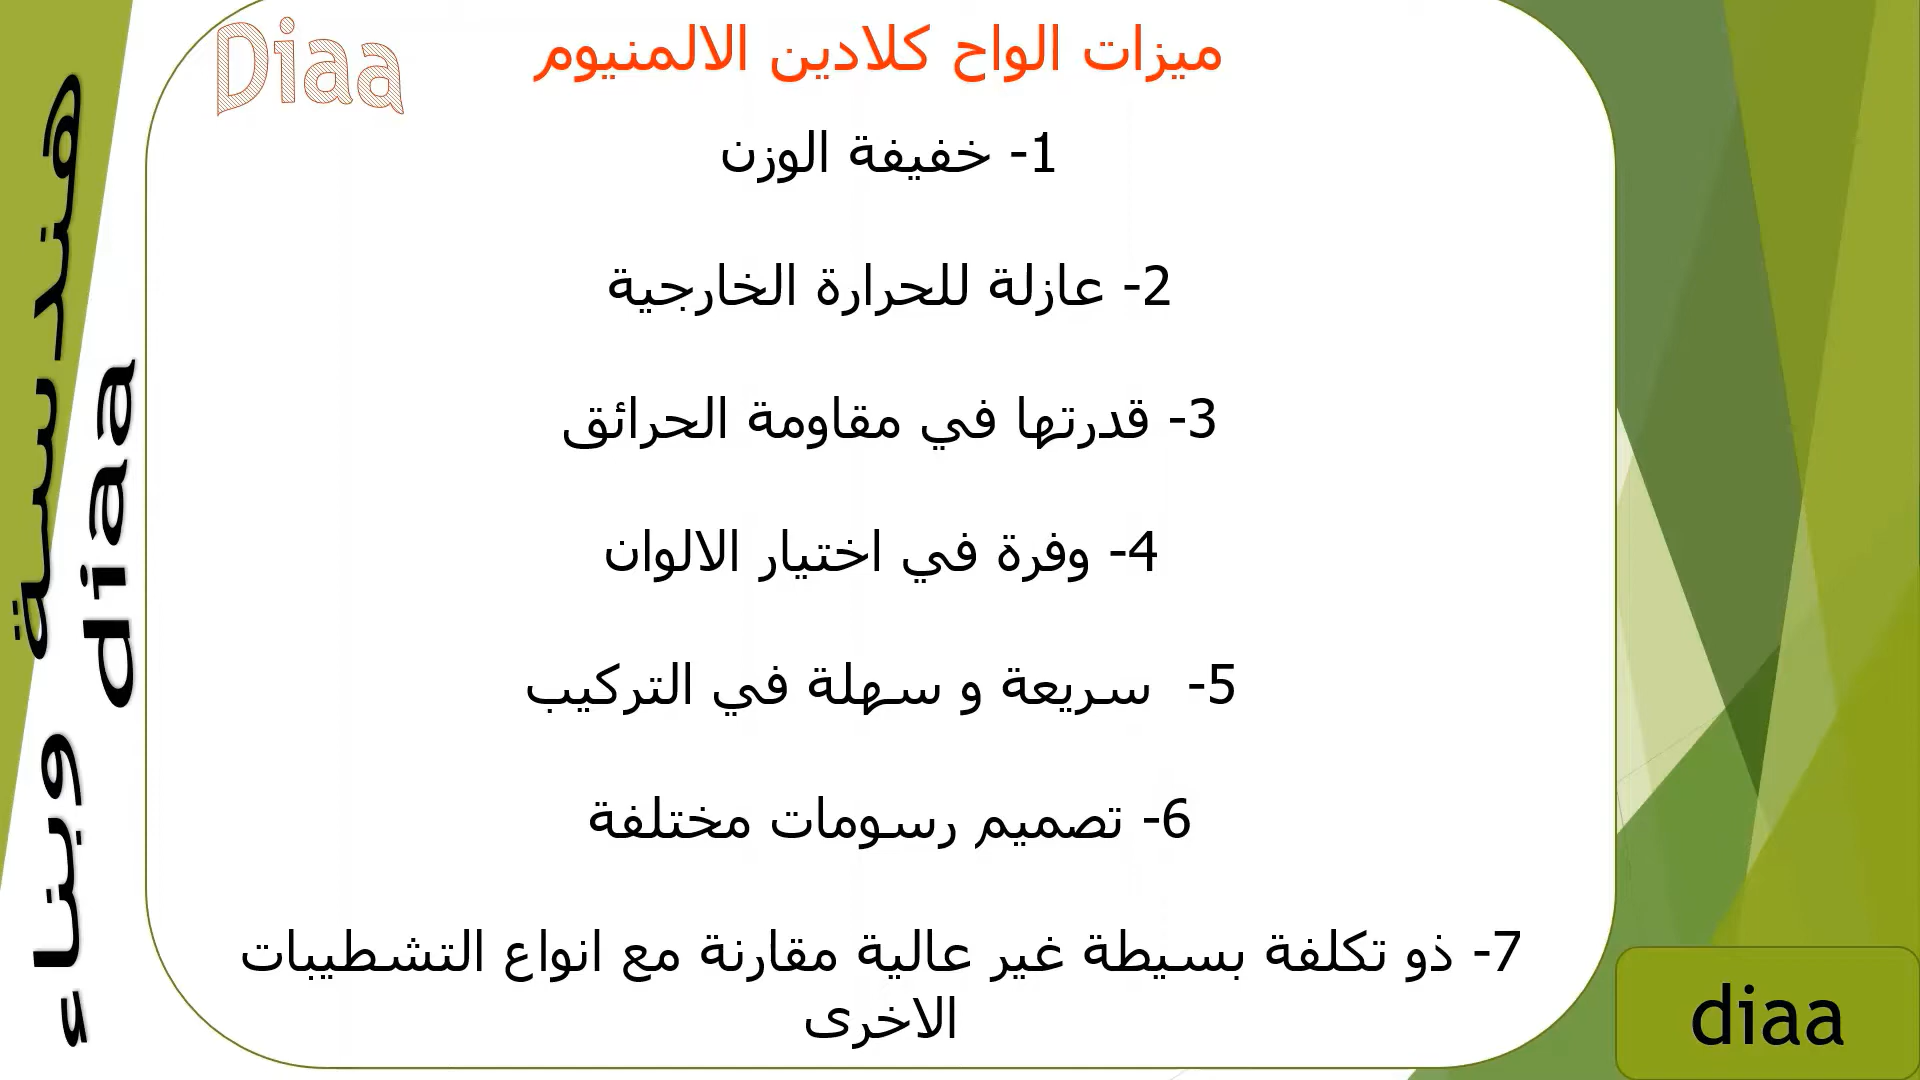 Diaa
ميزات الواح كلادين الالمنيوم
1- خفيفة الوزن
2- عازلة للحرارة الخارجية
3- قدرتها في مقاومة الحرائق
4- وفرة في اختيار الالوان
5-  سريعة و سهلة في التركيب
6- تصميم رسومات مختلفة
7- ذو تكلفة بسيطة غير عالية مقارنة مع انواع التشطيبات
الاخرى
هندسة وبناء
diaa
diaa